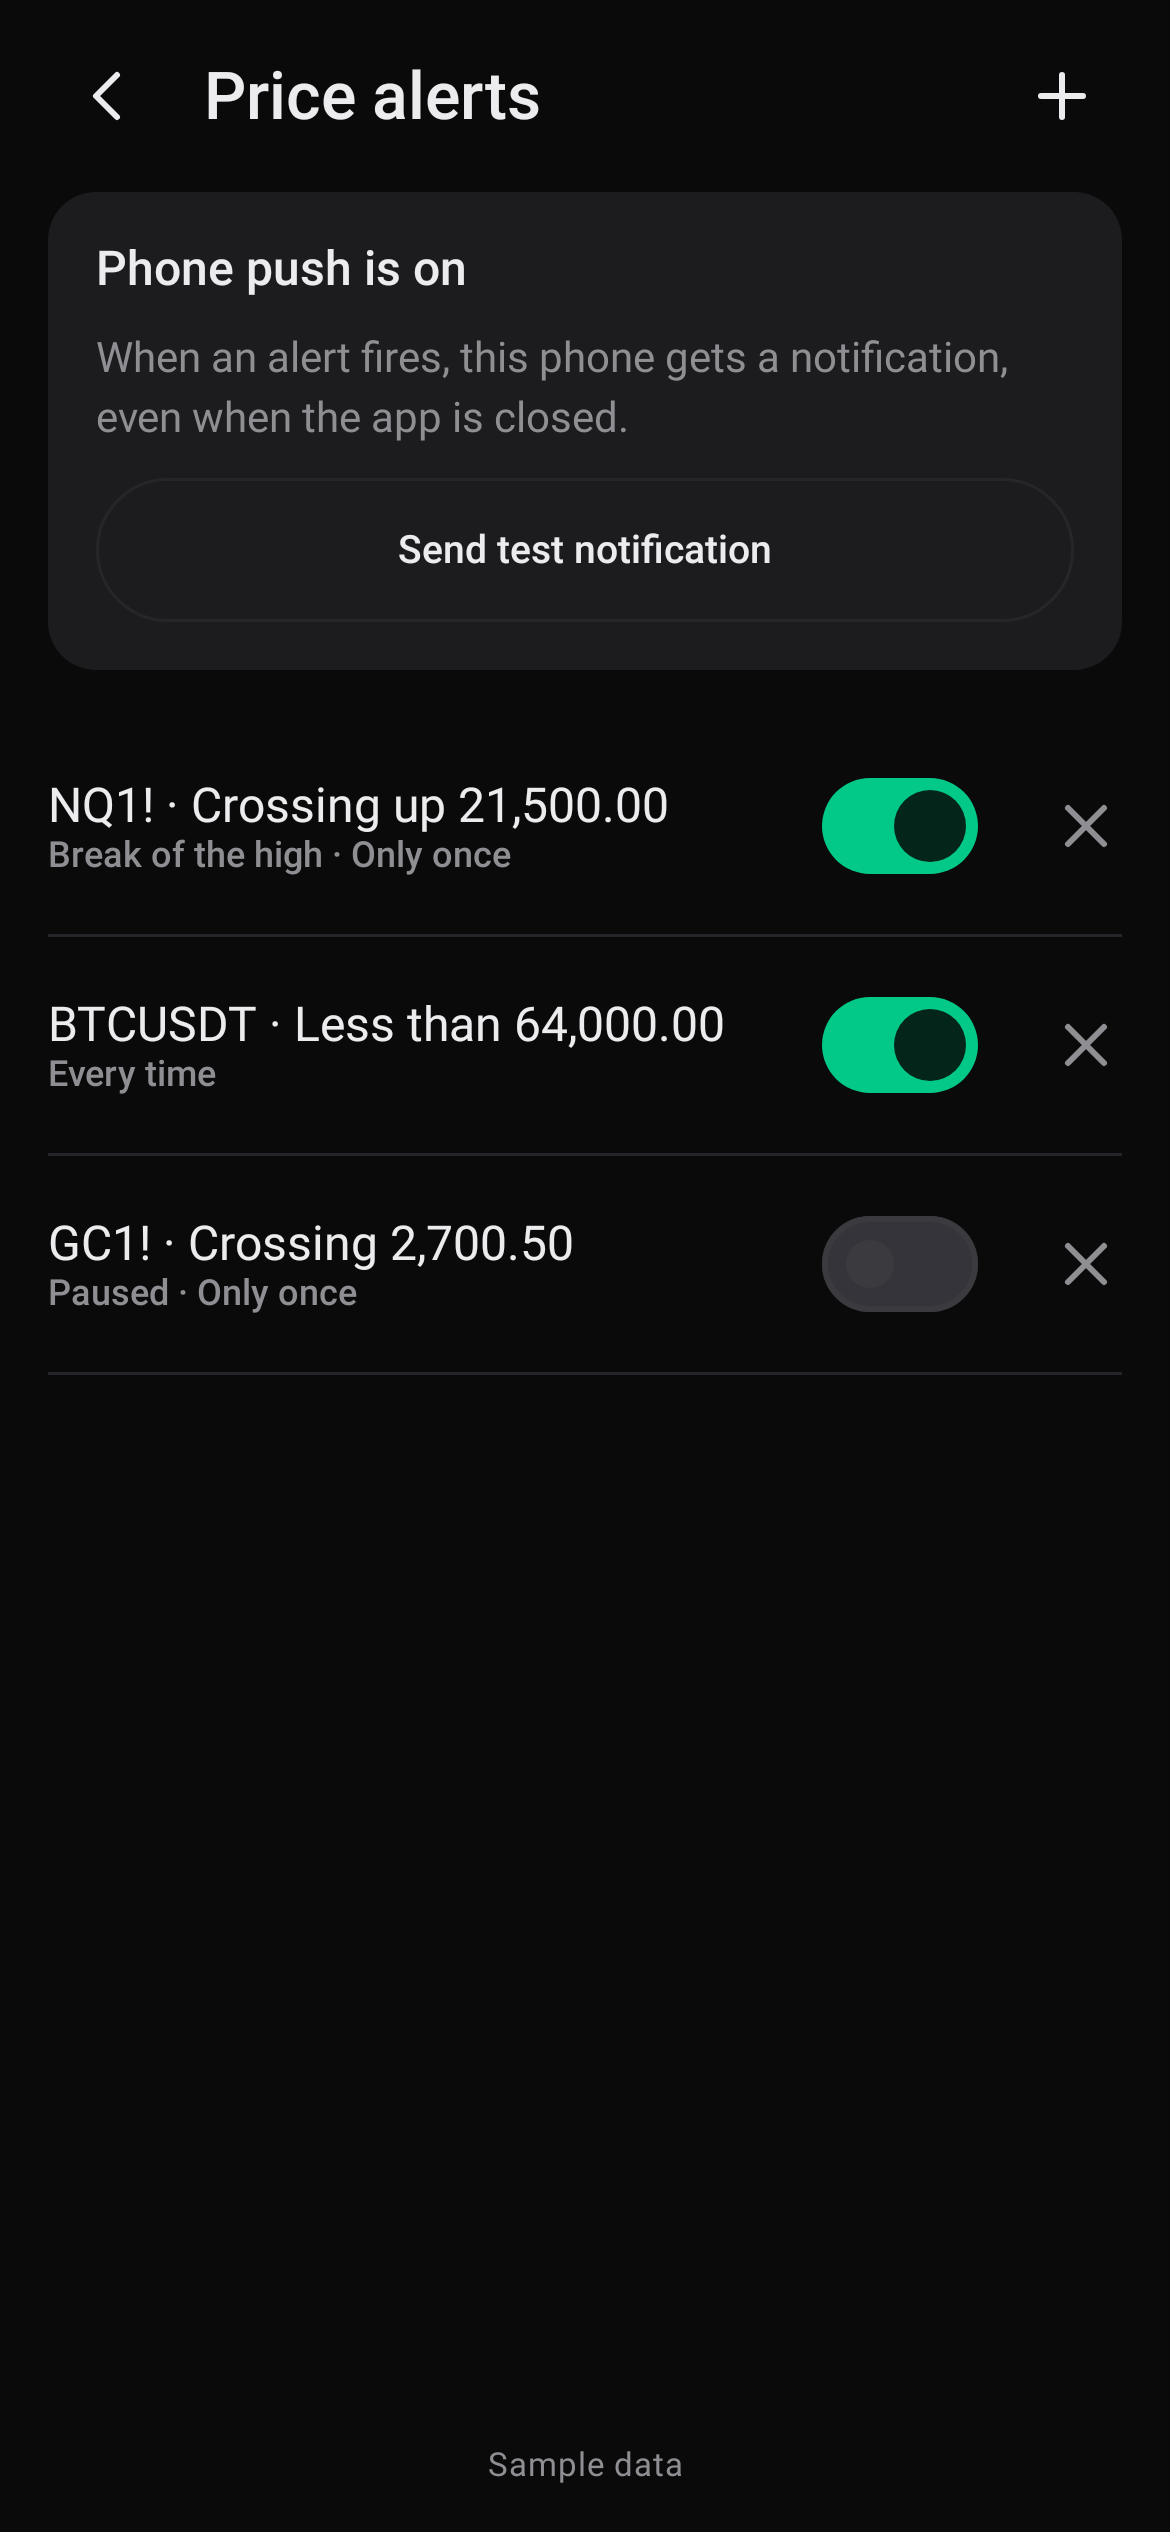 Price alerts
Phone push is on
When an alert fires, this phone gets a notification,
even when the app is closed.
Send test notification
NQ1! · Crossing up 21,500.00
Break of the high · Only once
BTCUSDT · Less than 64,000.00
Every time
GC1! · Crossing 2,700.50
Paused · Only once
Sample data